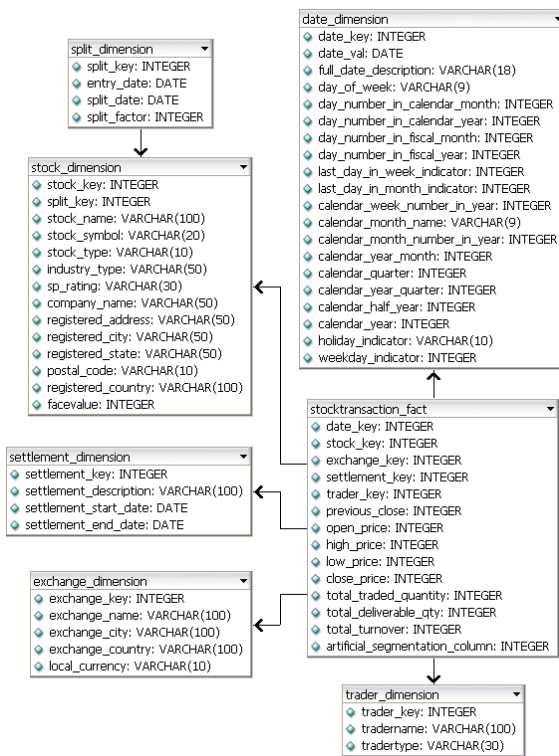 split_dimension
split_key: INTEGER
entry_date: DATE
split_date: DATE
split_factor: INTEGER
date_dimension
date_key: INTEGER
date_val: DATE
full_date_description: VARCHAR(18)
day_of_week: VARCHAR(9)
day_number_in_calendar_month: INTEGER
day_number_in_calendar_year: INTEGER
day_number_in_fiscal_month: INTEGER
day_number_in_fiscal_year: INTEGER
last_day_in_week_indicator: INTEGER
last_day_in_month_indicator: INTEGER
calendar_week_number_in_year: INTEGER
calendar_month_name: VARCHAR(9)
calendar_month_number_in_year: INTEGER
calendar_year_month: INTEGER
calendar_quarter: INTEGER
calendar_year_quarter: INTEGER
calendar_half_year: INTEGER
calendar_year: INTEGER
holiday_indicator: VARCHAR(10)
weekday_indicator: INTEGER
stock_dimension
stock_key: INTEGER
split_key: INTEGER
stock_name: VARCHAR(100)
stock_symbol: VARCHAR(20)
stock_type: VARCHAR(10)
industry_type: VARCHAR(50)
sp_rating: VARCHAR(30)
company_name: VARCHAR(50)
registered_address: VARCHAR(50)
registered_city: VARCHAR(50)
registered_state: VARCHAR(50)
postal_code: VARCHAR(10)
registered_country: VARCHAR(100)
facevalue: INTEGER
stocktransaction_fact
date_key: INTEGER
stock_key: INTEGER
exchange_key: INTEGER
settlement_key: INTEGER
trader_key: INTEGER
previous_close: INTEGER
open_price: INTEGER
high_price: INTEGER
low_price: INTEGER
close_price: INTEGER
total_traded_quantity: INTEGER
total_deliverable_qty: INTEGER
total_turnover: INTEGER
artificial_segmentation_column: INTEGER
settlement_dimension
settlement_key: INTEGER
settlement_description: VARCHAR(100)
settlement_start_date: DATE
settlement_end_date: DATE
exchange_dimension
exchange_key: INTEGER
exchange_name: VARCHAR(100)
exchange_city: VARCHAR(100)
exchange_country: VARCHAR(100)
local_currency: VARCHAR(10)
trader_dimension
trader_key: INTEGER
tradername: VARCHAR(100)
tradertype: VARCHAR(30)